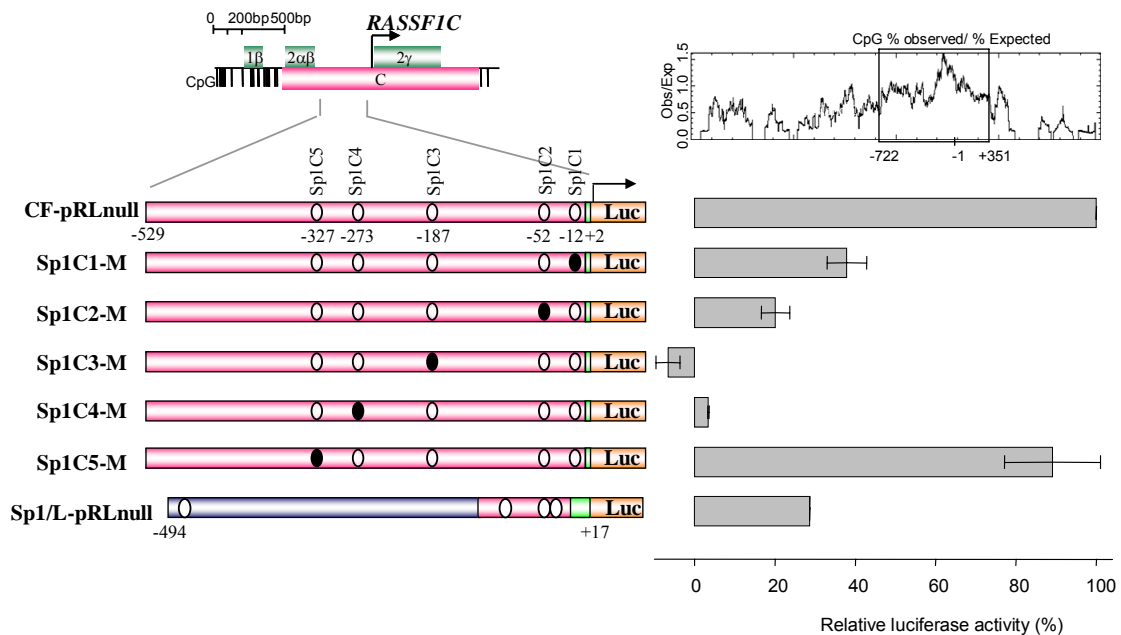 0 200bp 500bp
RASSF1C
1β 2αβ 2γ
CpG
C
CpG % observed/ % Expected
Obs/Exp
1.5
1.0
0.5
0.0
-722 -1 +351
Sp1C5 Sp1C4 Sp1C3 Sp1C2 Sp1C1
CF-pRLnull Luc
-529 -327 -273 -187 -52 -12 +2
Sp1C1-M Luc
Sp1C2-M Luc
Sp1C3-M Luc
Sp1C4-M Luc
Sp1C5-M Luc
Sp1/L-pRLnull Luc
-494 +17
0 20 40 60 80 100
Relative luciferase activity (%)